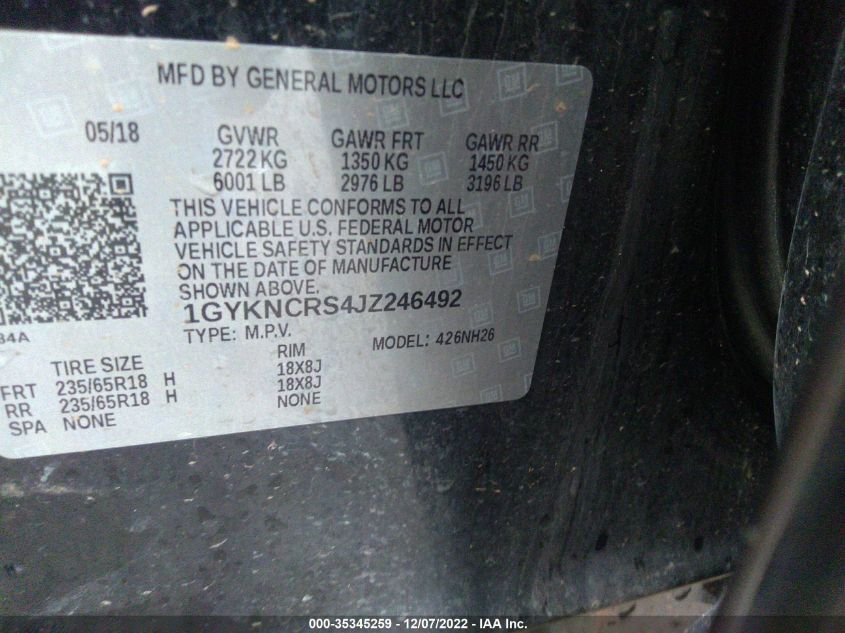 MFD BY GENERAL MOTORS LLC
05/18 GVWR GAWR FRT GAWR RR
2722 KG 1350 KG 1450 KG
6001 LB 2976 LB 3196 LB
THIS VEHICLE CONFORMS TO ALL
APPLICABLE U.S. FEDERAL MOTOR
VEHICLE SAFETY STANDARDS IN EFFECT
ON THE DATE OF MANUFACTURE
SHOWN ABOVE.
1GYKNCRS4JZ246492
TYPE: M.P.V. MODEL: 426NH26
TIRE SIZE RIM
FRT 235/65R18 H 18X8J
RR 235/65R18 H 18X8J
SPA NONE NONE
000-35345259 - 12/07/2022 - IAA Inc.